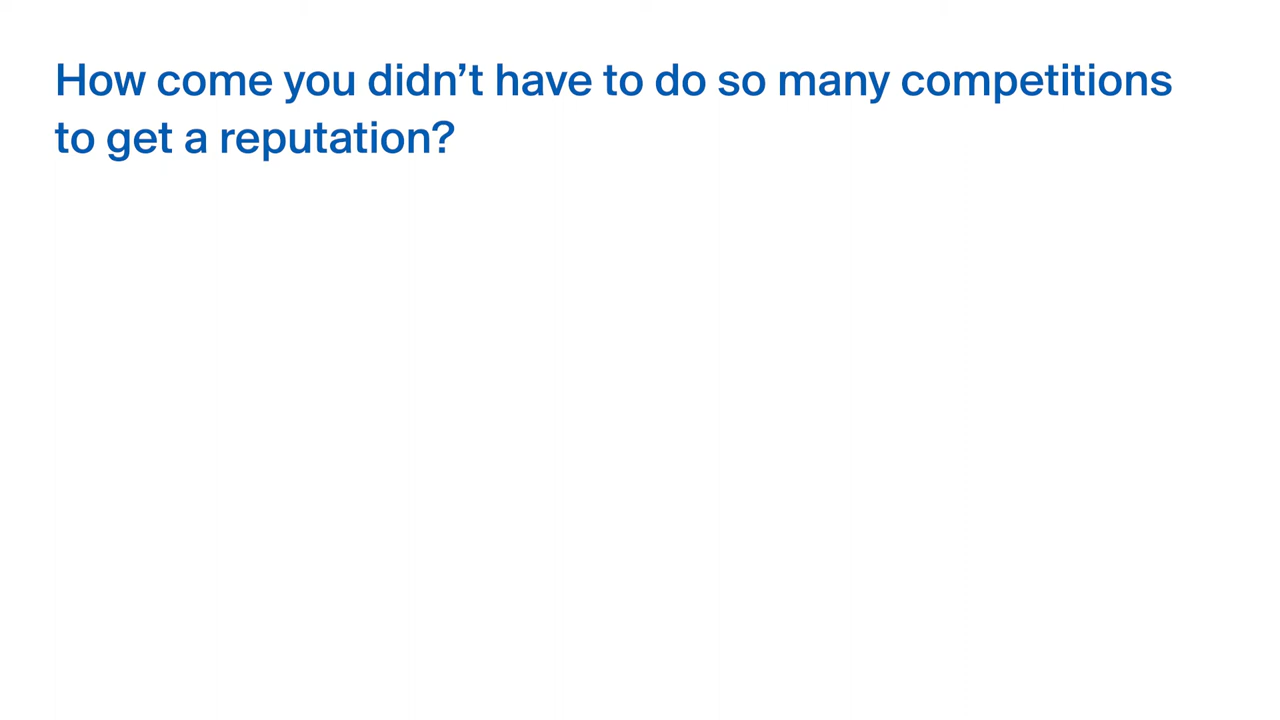 How come you didn’t have to do so many competitions
to get a reputation?